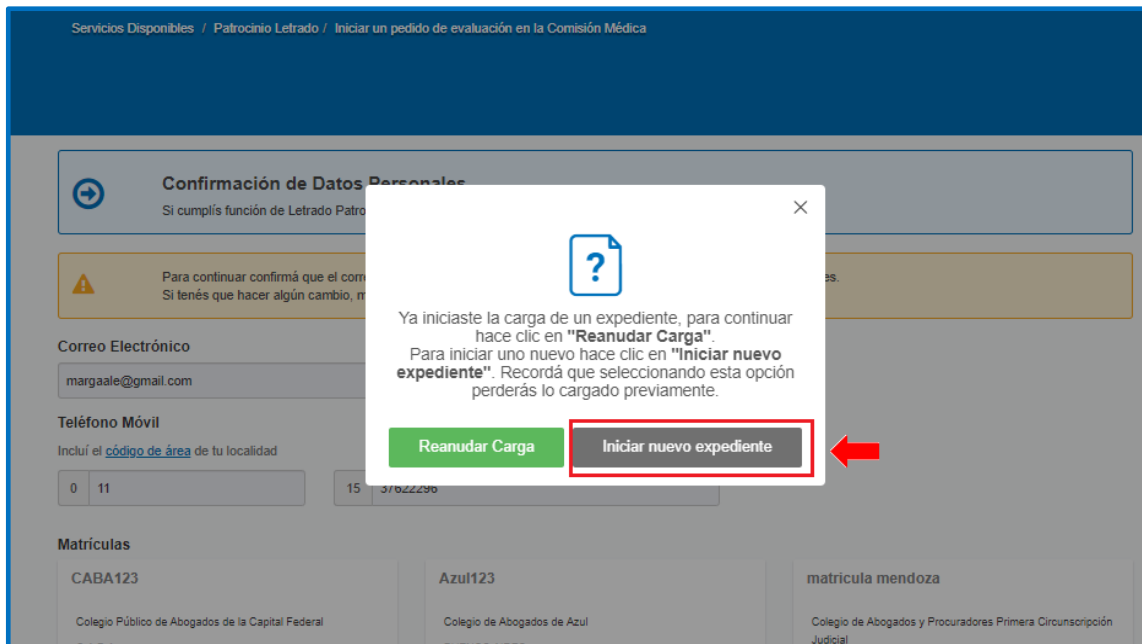 Servicios Disponibles / Patrocinio Letrado / Iniciar un pedido de evaluación en la Comisión Médica
Confirmación de Datos Personales
Si cumplís función de Letrado Patro
Para continuar confirmá que el corr
es.
Si tenés que hacer algún cambio, m
?
Ya iniciaste la carga de un expediente, para continuar
hace clic en "Reanudar Carga".
Para iniciar uno nuevo hace clic en "Iniciar nuevo
expediente". Recordá que seleccionando esta opción
perderás lo cargado previamente.
Reanudar Carga Iniciar nuevo expediente
Correo Electrónico
margaale@gmail.com
Teléfono Móvil
Incluí el código de área de tu localidad
0 11 15 37622296
Matrículas
CABA123 Azul123 matricula mendoza
Colegio Público de Abogados de la Capital Federal Colegio de Abogados de Azul Colegio de Abogados y Procuradores Primera Circunscripción
Judicial